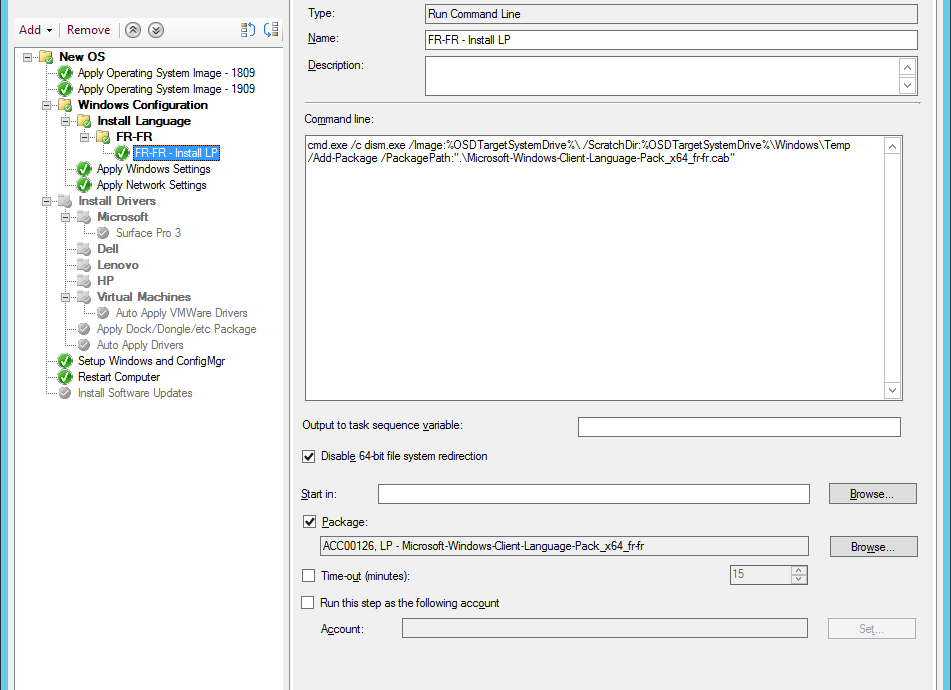 Add Remove
New OS
Apply Operating System Image - 1809
Apply Operating System Image - 1909
Windows Configuration
Install Language
FR-FR
FR-FR - Install LP
Apply Windows Settings
Apply Network Settings
Install Drivers
Microsoft
Surface Pro 3
Dell
Lenovo
HP
Virtual Machines
Auto Apply VMWare Drivers
Apply Dock/Dongle/etc Package
Auto Apply Drivers
Setup Windows and ConfigMgr
Restart Computer
Install Software Updates
Type: Run Command Line
Name: FR-FR - Install LP
Description:
Command line:
cmd.exe /c dism.exe /Image:%OSDTargetSystemDrive%\ /ScratchDir:%OSDTargetSystemDrive%\Windows\Temp
/Add-Package /PackagePath:".\Microsoft-Windows-Client-Language-Pack_x64_fr-fr.cab"
Output to task sequence variable:
Disable 64-bit file system redirection
Start in: Browse...
Package:
ACC00126, LP - Microsoft-Windows-Client-Language-Pack_x64_fr-fr Browse...
Time-out (minutes): 15
Run this step as the following account
Account: Set...